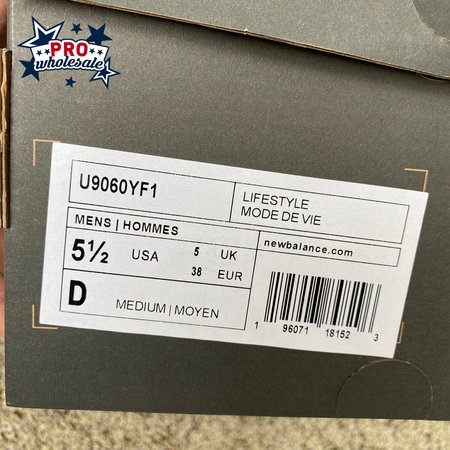 PRO
wholesale
U9060YF1
LIFESTYLE
MODE DE VIE
MENS | HOMMES
5½ USA 5 UK
38 EUR
newbalance.com
D MEDIUM | MOYEN
1 96071 18152 3